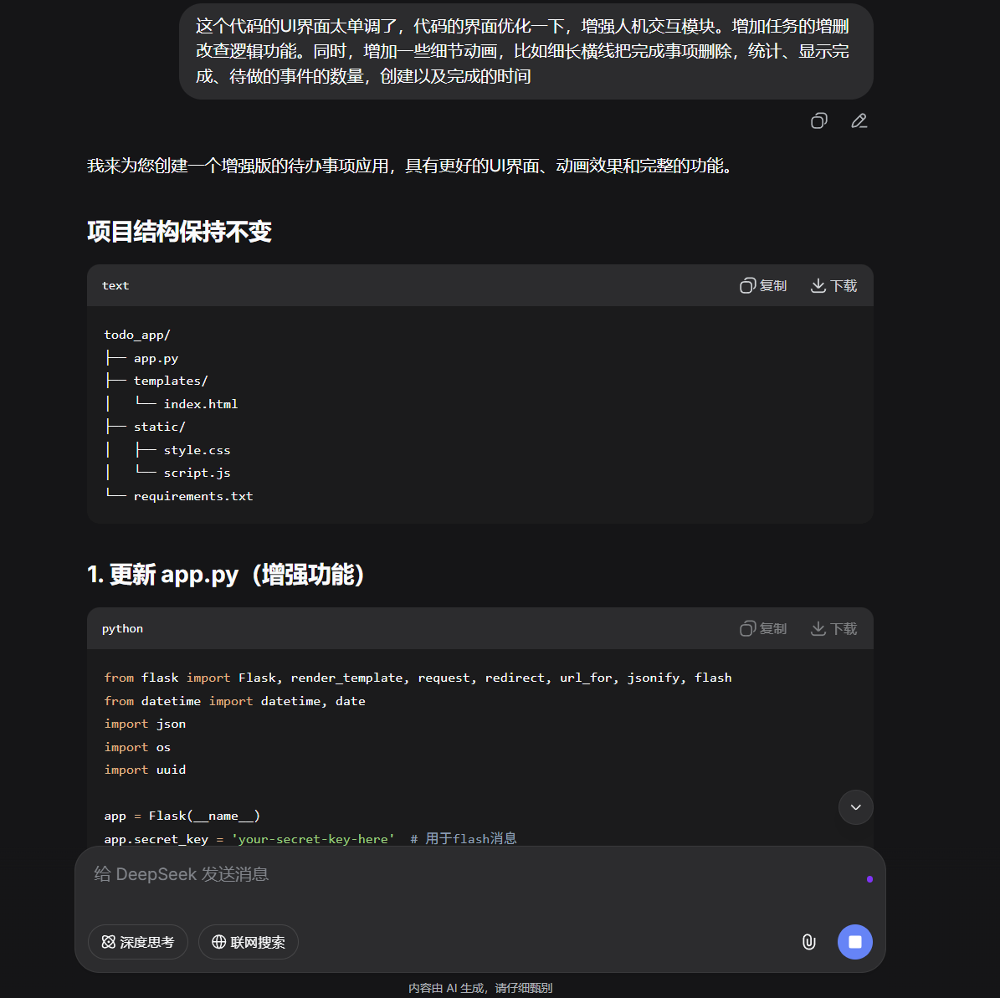 这个代码的UI界面太单调了，代码的界面优化一下，增强人机交互模块。增加任务的增删
改查逻辑功能。同时，增加一些细节动画，比如细长横线把完成事项删除，统计、显示完
成、待做的事件的数量，创建以及完成的时间
我来为您创建一个增强版的待办事项应用，具有更好的UI界面、动画效果和完整的功能。
项目结构保持不变
text 复制 下载
todo_app/
├── app.py
├── templates/
│   └── index.html
├── static/
│   ├── style.css
│   └── script.js
└── requirements.txt
1. 更新 app.py（增强功能）
python 复制 下载
from flask import Flask, render_template, request, redirect, url_for, jsonify, flash
from datetime import datetime, date
import json
import os
import uuid
app = Flask(__name__)
app.secret_key = 'your-secret-key-here'  # 用于flash消息
给 DeepSeek 发送消息
深度思考 联网搜索
内容由 AI 生成，请仔细甄别